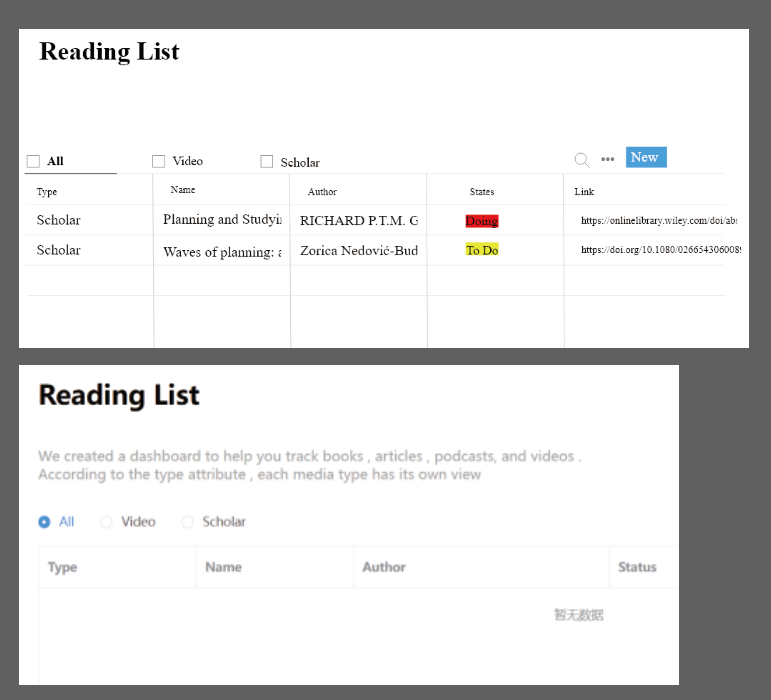 Reading List
All Video Scholar ••• New
Type Name Author States Link
Scholar Planning and Studyin RICHARD P.T.M. G Doing https://onlinelibrary.wiley.com/doi/abs
Scholar Waves of planning: a Zorica Nedović-Bud To Do https://doi.org/10.1080/0266543060089
Reading List
We created a dashboard to help you track books , articles , podcasts, and videos .
According to the type attribute , each media type has its own view
All Video Scholar
Type Name Author Status
暂无数据